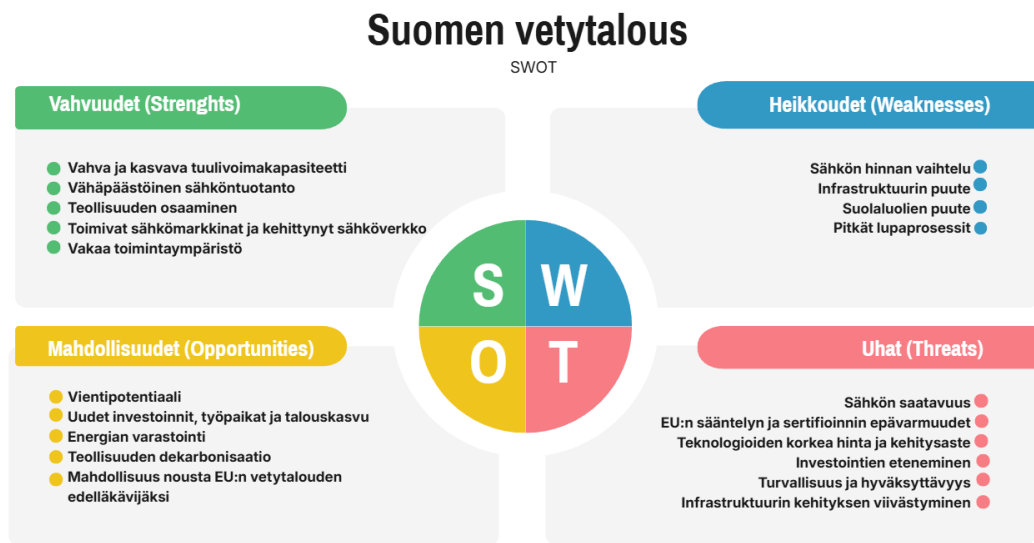 Suomen vetytalous
SWOT
Vahvuudet (Strenghts)
Vahva ja kasvava tuulivoimakapasiteetti
Vähäpäästöinen sähköntuotanto
Teollisuuden osaaminen
Toimivat sähkömarkkinat ja kehittynyt sähköverkko
Vakaa toimintaympäristö
Heikkoudet (Weaknesses)
Sähkön hinnan vaihtelu
Infrastruktuurin puute
Suolaluolien puute
Pitkät lupaprosessit
S W
O T
Mahdollisuudet (Opportunities)
Vientipotentiaali
Uudet investoinnit, työpaikat ja talouskasvu
Energian varastointi
Teollisuuden dekarbonisaatio
Mahdollisuus nousta EU:n vetytalouden
edelläkävijäksi
Uhat (Threats)
Sähkön saatavuus
EU:n sääntelyn ja sertifioinnin epävarmuudet
Teknologioiden korkea hinta ja kehitysaste
Investointien eteneminen
Turvallisuus ja hyväksyttävyys
Infrastruktuurin kehityksen viivästyminen